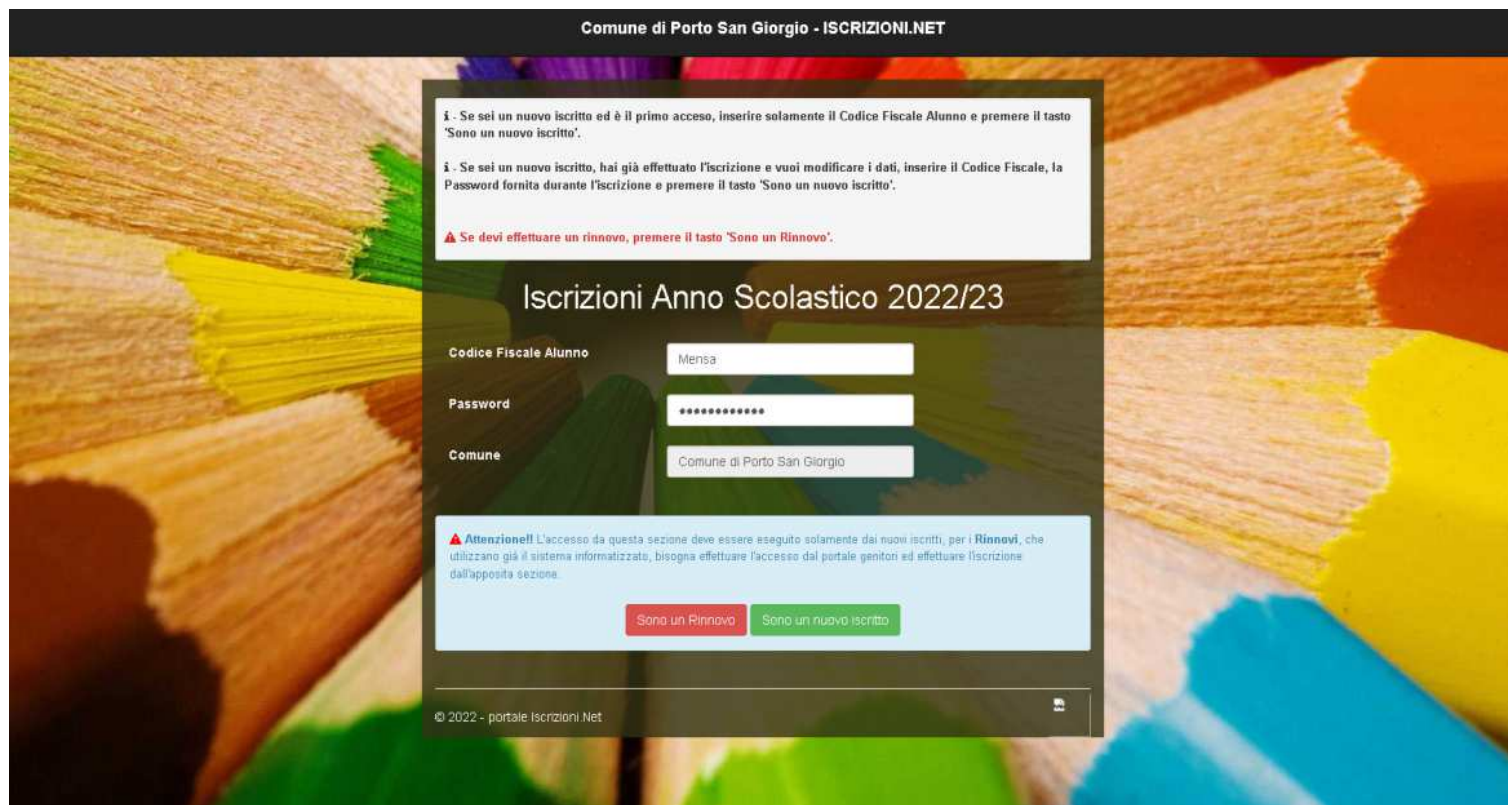 Comune di Porto San Giorgio - ISCRIZIONI.NET
i - Se sei un nuovo iscritto ed è il primo acceso, inserire solamente il Codice Fiscale Alunno e premere il tasto
'Sono un nuovo iscritto'.
i - Se sei un nuovo iscritto, hai già effettuato l'iscrizione e vuoi modificare i dati, inserire il Codice Fiscale, la
Password fornita durante l'iscrizione e premere il tasto 'Sono un nuovo iscritto'.
Se devi effettuare un rinnovo, premere il tasto 'Sono un Rinnovo'.
Iscrizioni Anno Scolastico 2022/23
Codice Fiscale Alunno
Mensa
Password
••••••••••••
Comune
Comune di Porto San Giorgio
Attenzione!! L'accesso da questa sezione deve essere eseguito solamente dai nuovi iscritti, per i Rinnovi, che
utilizzano già il sistema informatizzato, bisogna effettuare l'accesso dal portale genitori ed effettuare l'iscrizione
dall'apposita sezione.
Sono un Rinnovo Sono un nuovo iscritto
© 2022 - portale Iscrizioni.Net